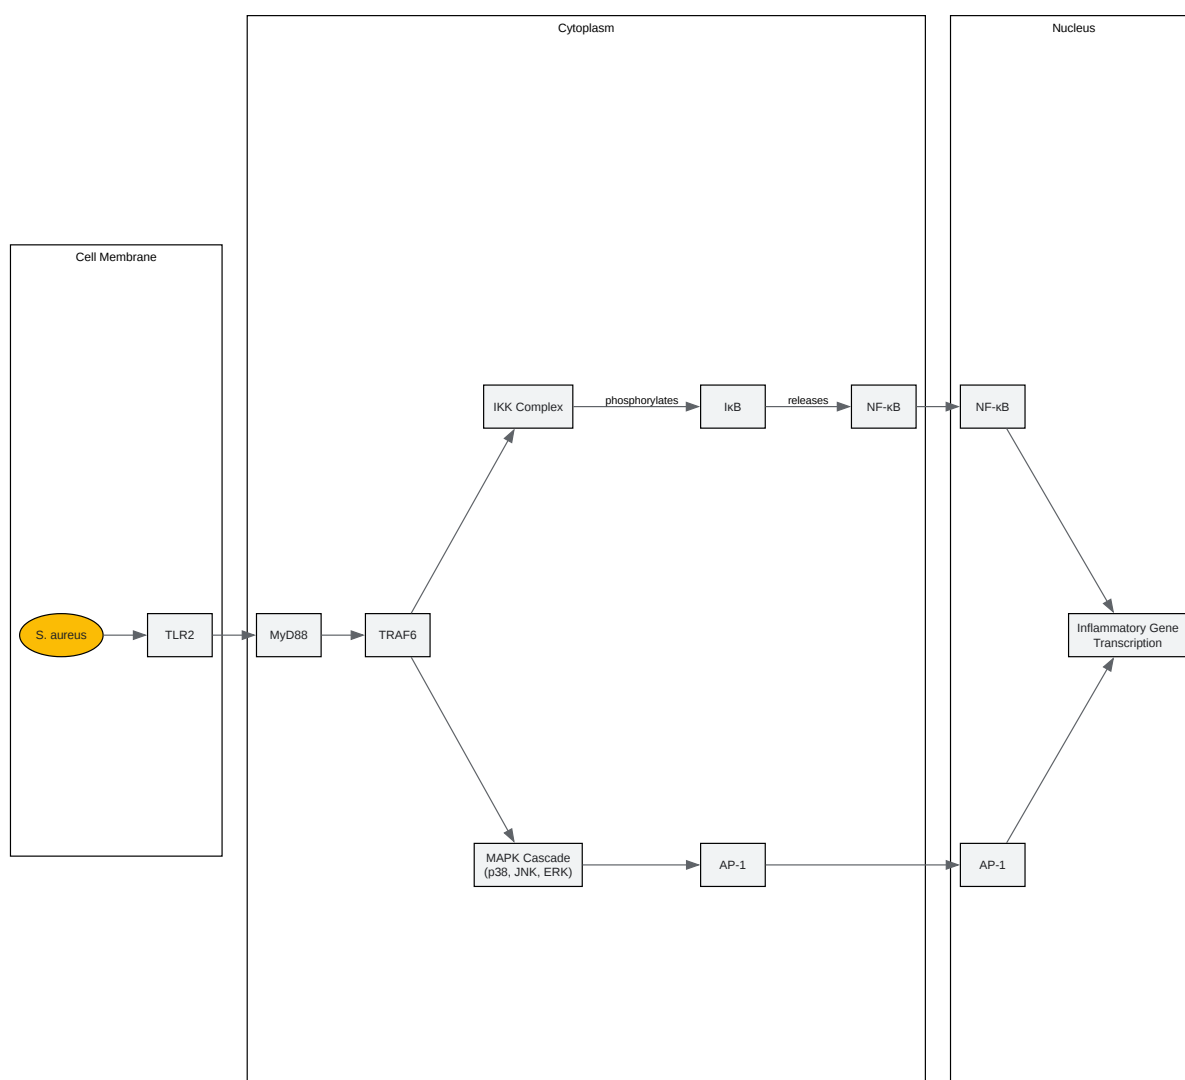 Cytoplasm
Nucleus
Cell Membrane
IKK Complex
phosphorylates
IκB
releases
NF-κB
NF-κB
S. aureus
TLR2
MyD88
TRAF6
Inflammatory Gene
Transcription
MAPK Cascade
(p38, JNK, ERK)
AP-1
AP-1